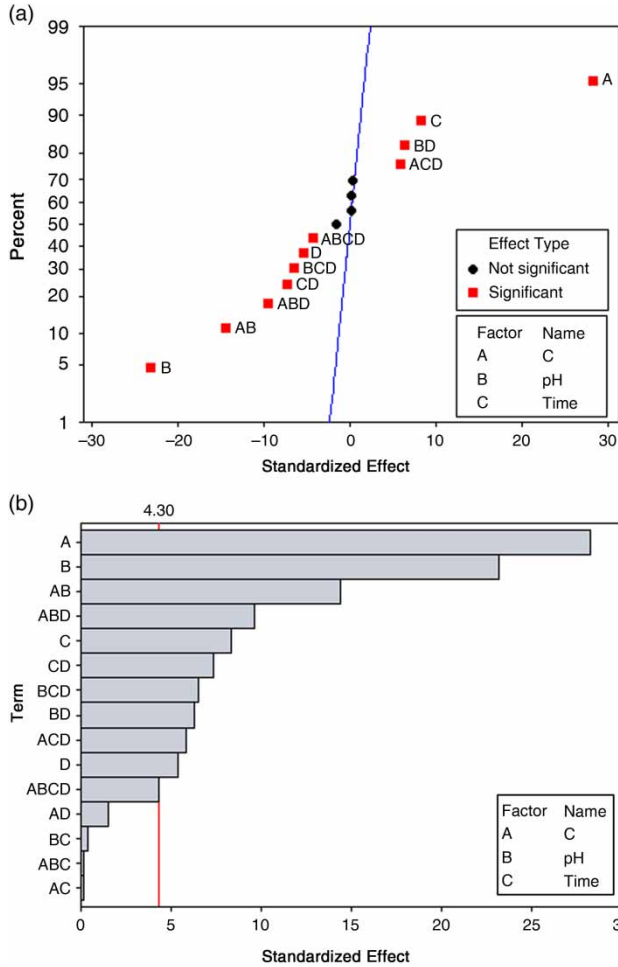 (a)
99
95
90
80
70
60
50
40
30
20
10
5
1
Percent
A
C
BD
ACD
ABCD
D
BCD
CD
ABD
AB
B
Effect Type
Not significant
Significant
Factor Name
A C
B pH
C Time
−30 −20 −10 0 10 20 30
Standardized Effect
(b)
4.30
Term
A
B
AB
ABD
C
CD
BCD
BD
ACD
D
ABCD
AD
BC
ABC
AC
Factor Name
A C
B pH
C Time
0 5 10 15 20 25 30
Standardized Effect